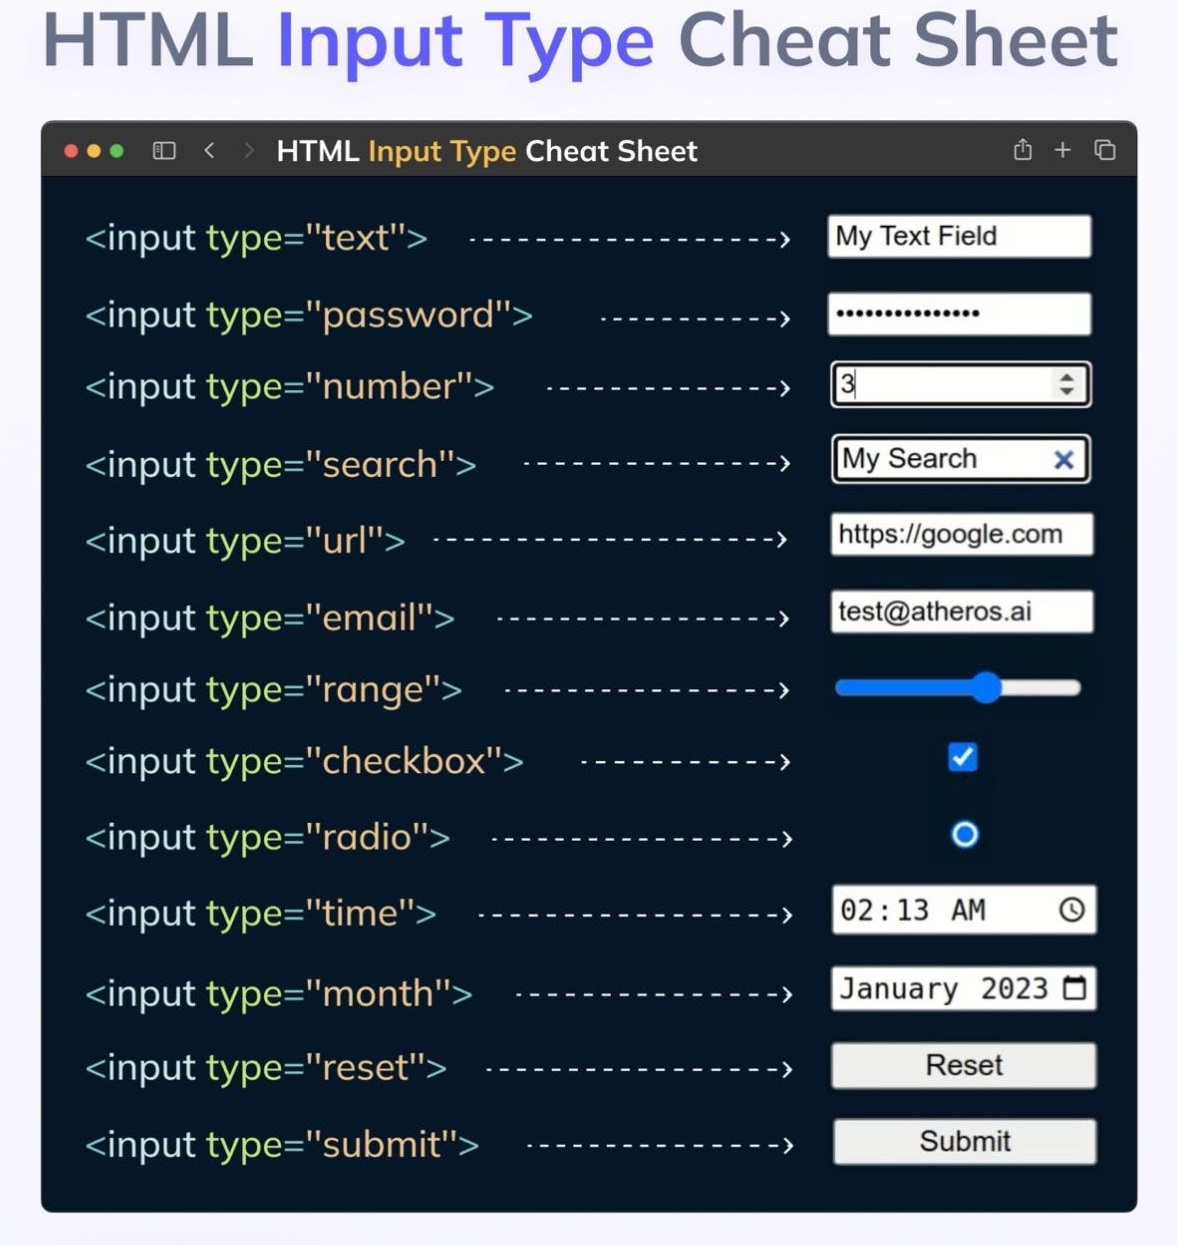 HTML Input Type Cheat Sheet
HTML Input Type Cheat Sheet
<input type="text"> My Text Field
<input type="password"> •••••••••••••••
<input type="number"> 3
<input type="search"> My Search
<input type="url"> https://google.com
<input type="email"> test@atheros.ai
<input type="range">
<input type="checkbox">
<input type="radio">
<input type="time"> 02:13 AM
<input type="month"> January 2023
<input type="reset"> Reset
<input type="submit"> Submit